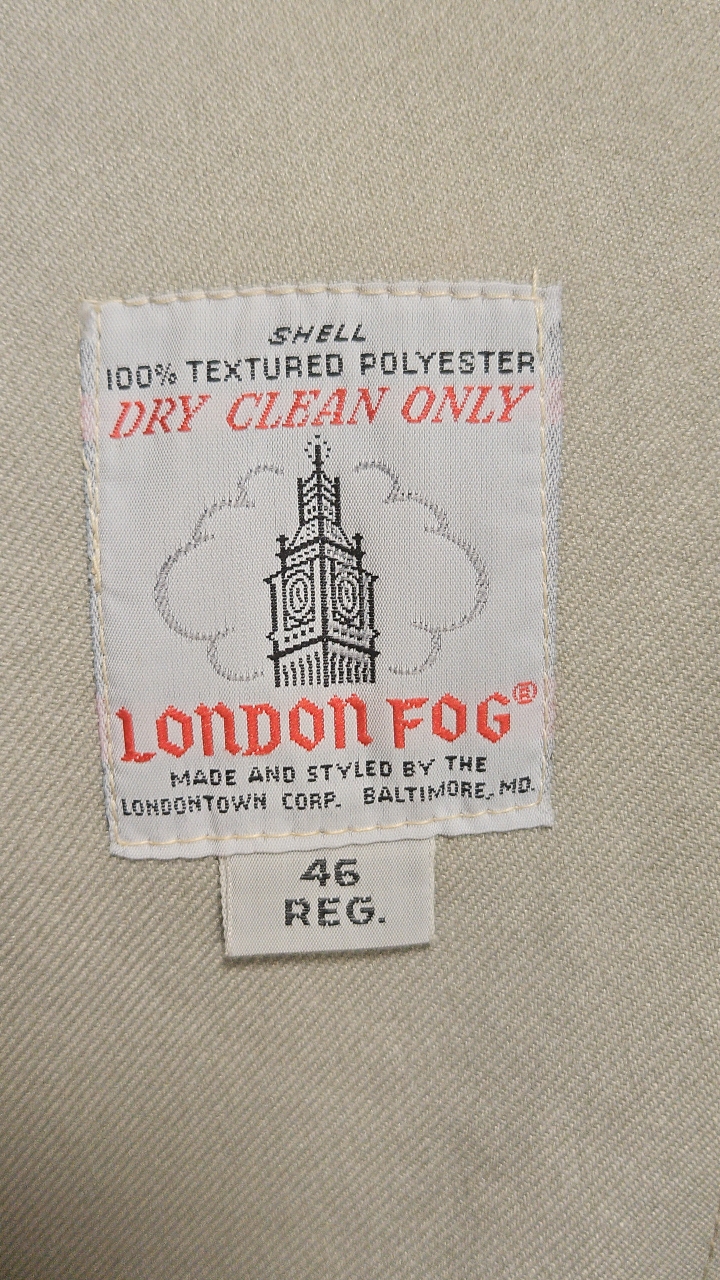 SHELL
100% TEXTURED POLYESTER
DRY CLEAN ONLY
LONDON FOG®
MADE AND STYLED BY THE
LONDONTOWN CORP. BALTIMORE, MD.
46
REG.